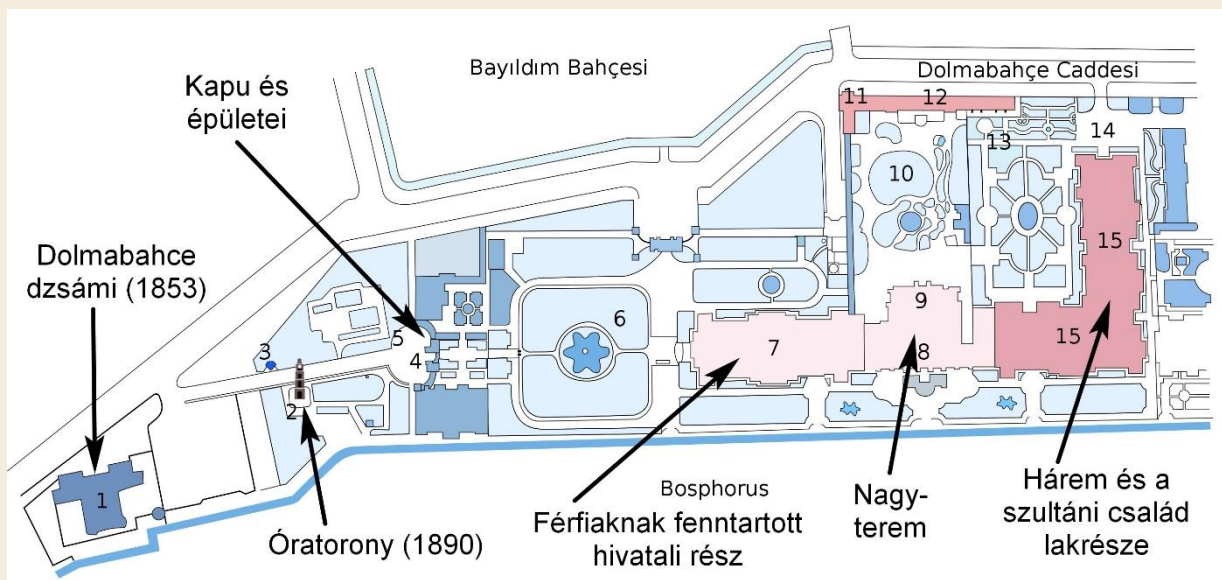 Bayıldım Bahçesi
Dolmabahçe Caddesi
Kapu és
épületei
11
12
13
14
10
Dolmabahce
dzsámi (1853)
15
9
6
5
3
4
7
8
15
2
1
Bosphorus
Óratorony (1890)
Férfiaknak fenntartott
hivatali rész
Nagy-
terem
Hárem és a
szultáni család
lakrésze